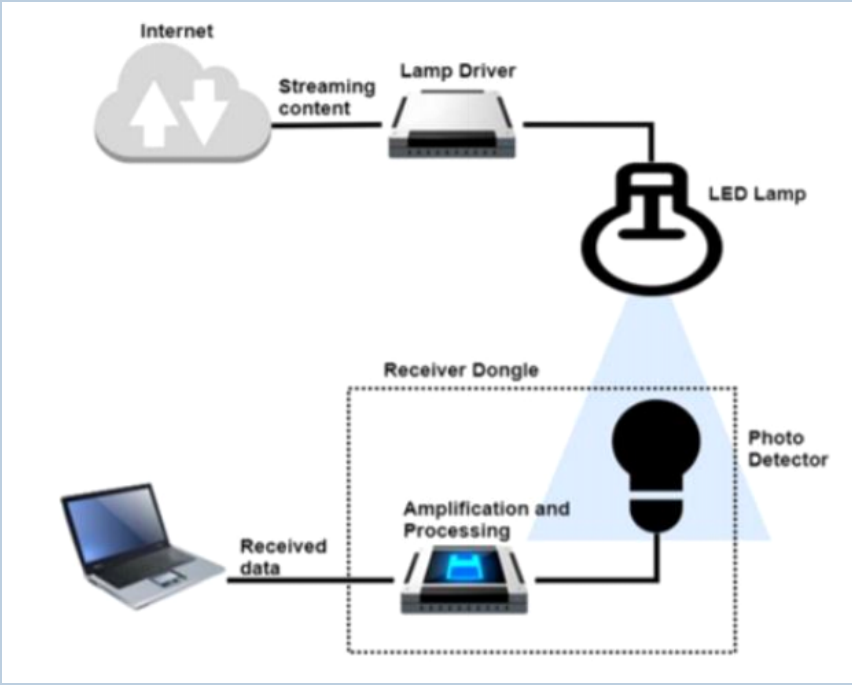 Internet
Streaming
content
Lamp Driver
LED Lamp
Receiver Dongle
Photo
Detector
Amplification and
Processing
Received
data